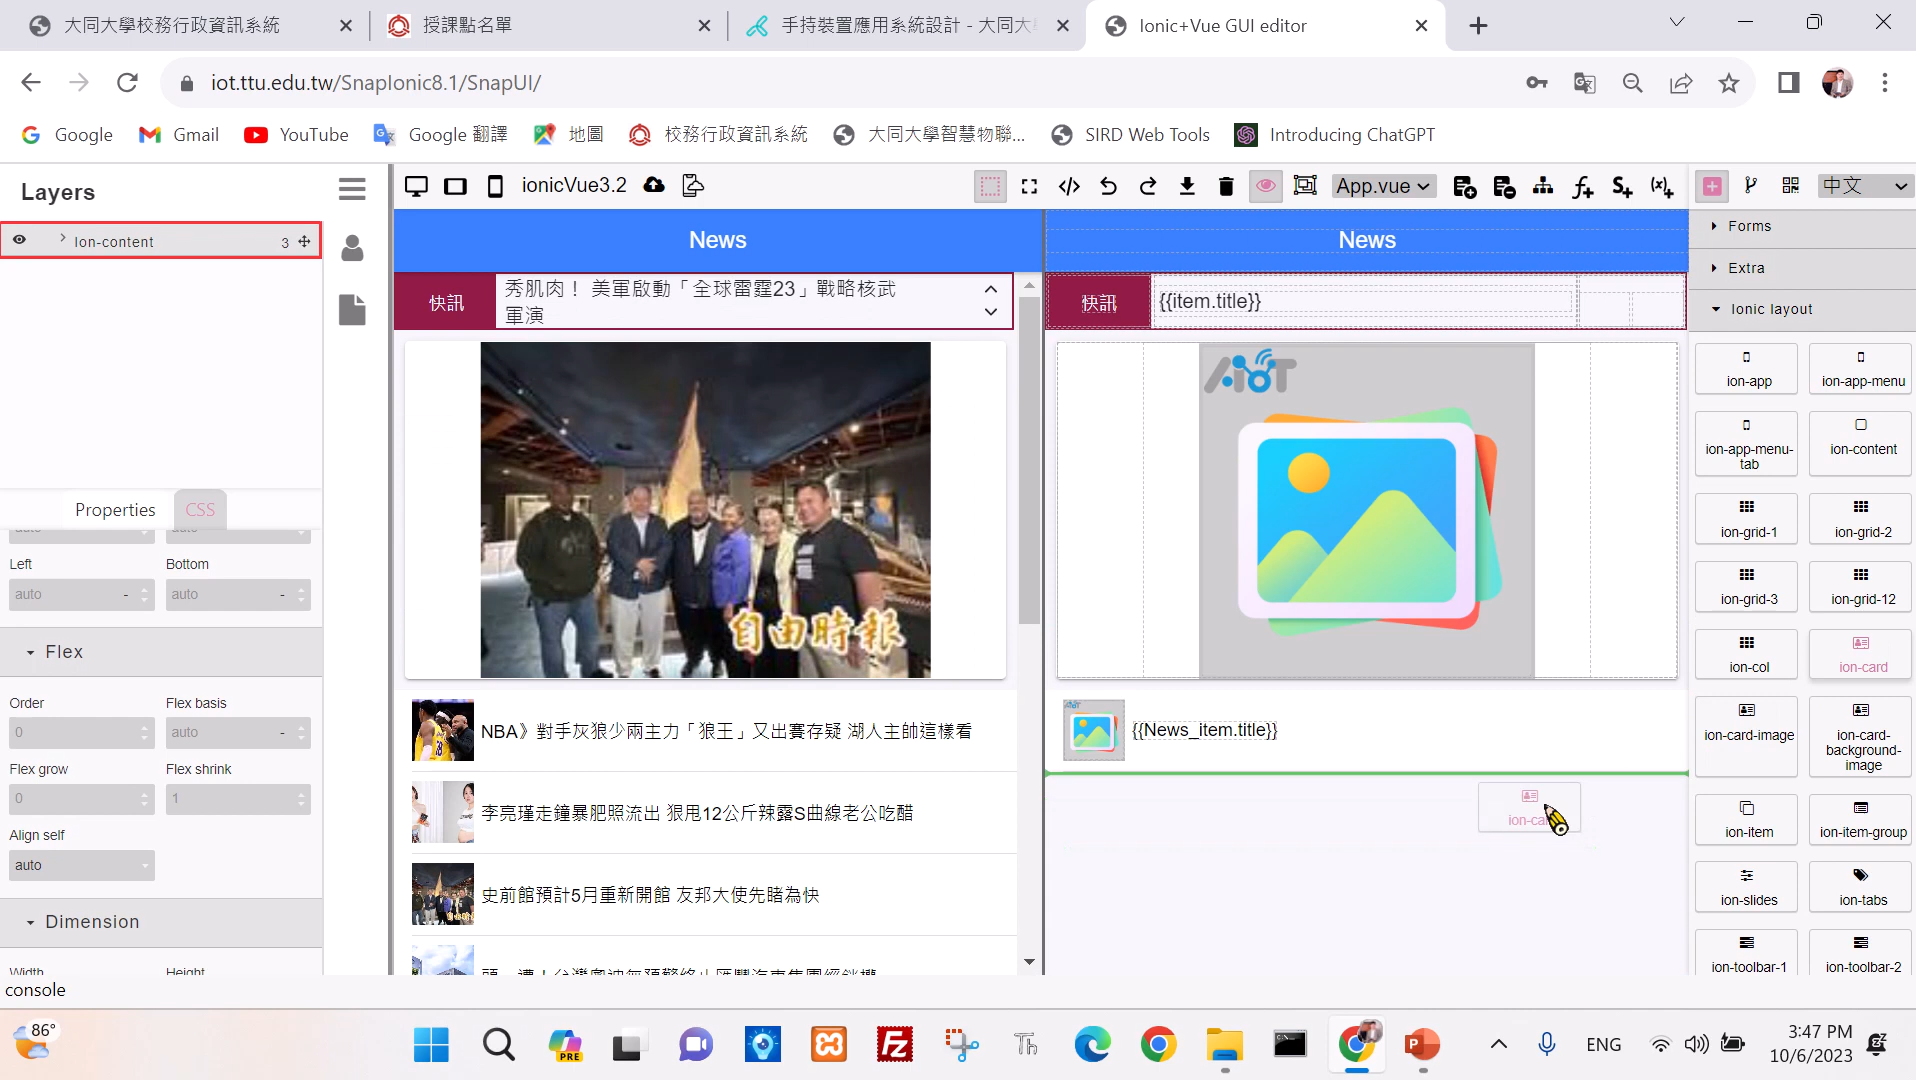 大同大學校務行政資訊系統
授課點名單
手持裝置應用系統設計 - 大同大
Ionic+Vue GUI editor
iot.ttu.edu.tw/SnapIonic8.1/SnapUI/
Google
Gmail
YouTube
Google 翻譯
地圖
校務行政資訊系統
大同大學智慧物聯...
SIRD Web Tools
Introducing ChatGPT
Layers
ionicVue3.2
App.vue
中文
Ion-content
3
News
News
Forms
Extra
Ionic layout
快訊
秀肌肉！ 美軍啟動「全球雷霆23」戰略核武
軍演
快訊
{{item.title}}
AIoT
自由時報
ion-app
ion-app-menu
ion-app-menu-
tab
ion-content
ion-grid-1
ion-grid-2
ion-grid-3
ion-grid-12
ion-col
ion-card
ion-card-image
ion-card-
background-
image
ion-item
ion-item-group
ion-slides
ion-tabs
ion-toolbar-1
ion-toolbar-2
Properties
CSS
auto
auto
Left
Bottom
auto
-
auto
-
Flex
Order
Flex basis
0
auto
-
Flex grow
Flex shrink
0
1
Align self
auto
Dimension
Width
Height
NBA》對手灰狼少兩主力「狼王」又出賽存疑 湖人主帥這樣看
李亮瑾走鐘暴肥照流出 狠甩12公斤辣露S曲線老公吃醋
史前館預計5月重新開館 友邦大使先睹為快
AIoT
{{News_item.title}}
console
86°
PRE
Th
ENG
3:47 PM
10/6/2023